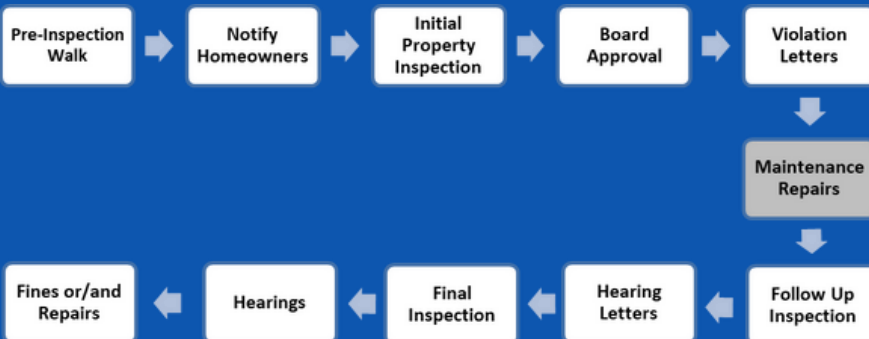 Pre-Inspection
Walk
Notify
Homeowners
Initial
Property
Inspection
Board
Approval
Violation
Letters
Maintenance
Repairs
Follow Up
Inspection
Hearing
Letters
Final
Inspection
Hearings
Fines or/and
Repairs